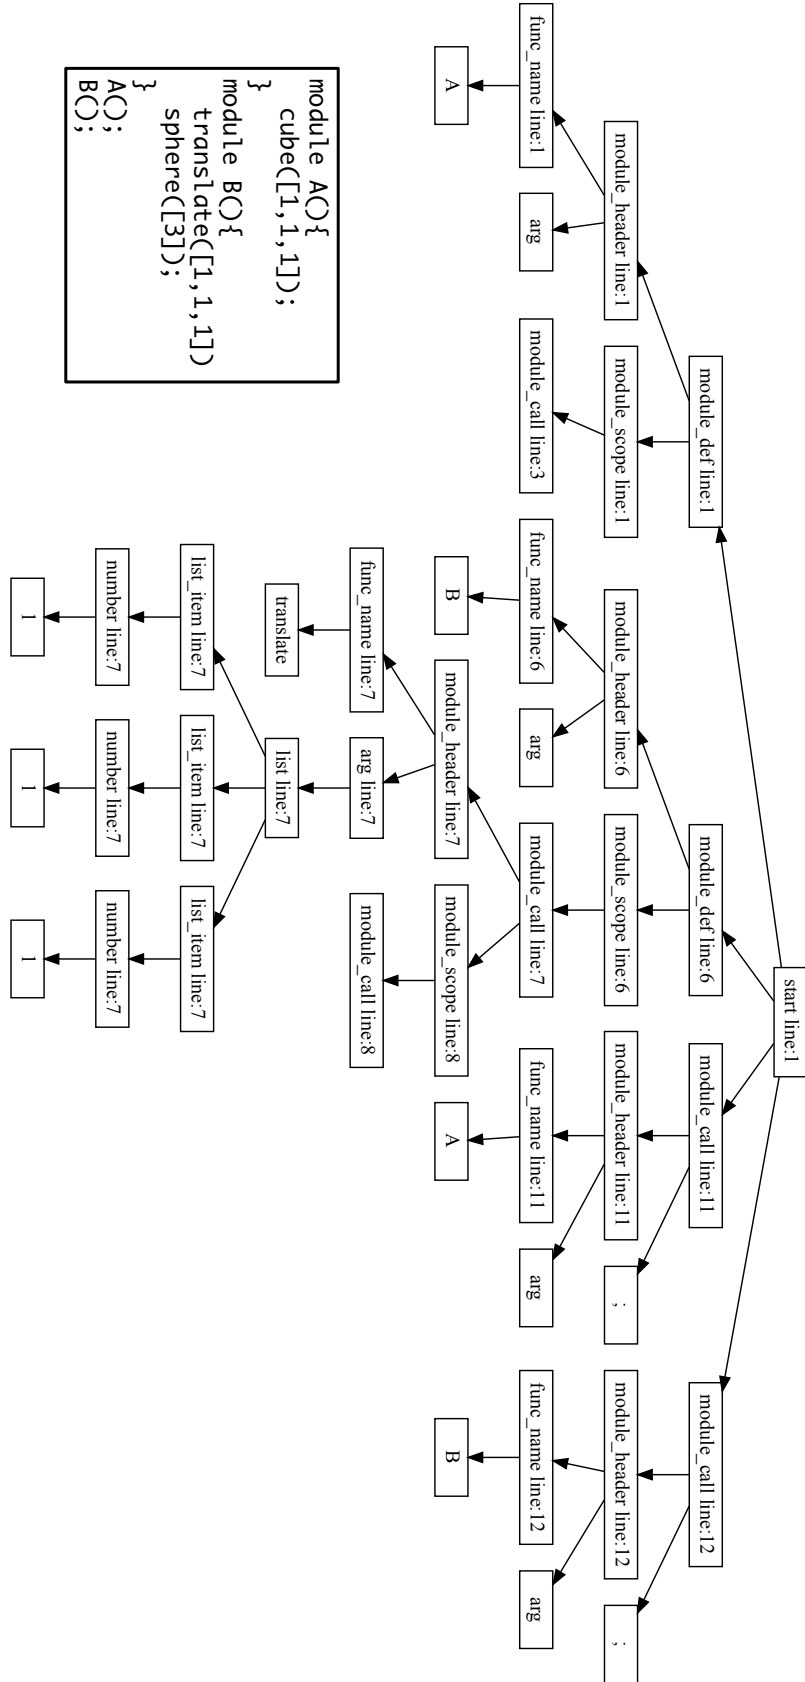 start line:1
module_def line:1
module_def line:6
module_call line:11
module_call line:12
module_header line:1
module_scope line:1
module_header line:6
module_scope line:6
module_header line:11
;
module_header line:12
;
func_name line:1
arg
module_call line:3
func_name line:6
arg
module_call line:7
func_name line:11
arg
func_name line:12
arg
A
B
module_header line:7
module_scope line:8
A
B
func_name line:7
arg line:7
module_call line:8
translate
list line:7
list_item line:7
list_item line:7
list_item line:7
number line:7
number line:7
number line:7
1
1
1
module A(){
cube([1,1,1]);
}
module B(){
translate([1,1,1])
sphere([3]);
}
A();
B();